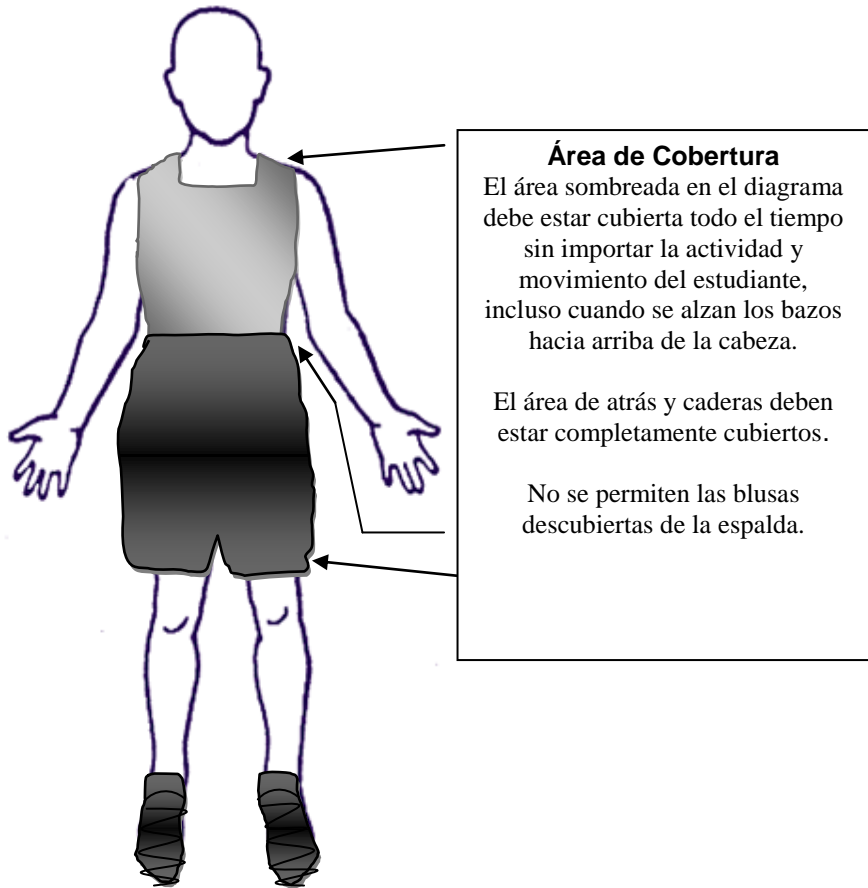 Área de Cobertura
El área sombreada en el diagrama
debe estar cubierta todo el tiempo
sin importar la actividad y
movimiento del estudiante,
incluso cuando se alzan los bazos
hacia arriba de la cabeza.
El área de atrás y caderas deben
estar completamente cubiertos.
No se permiten las blusas
descubiertas de la espalda.